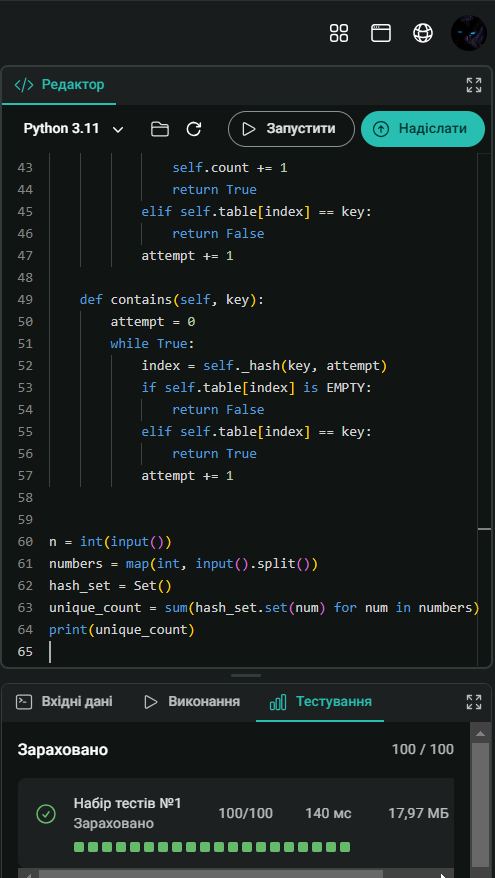 </> Редактор
Python 3.11 Запустити Надіслати
43 self.count += 1
44 return True
45 elif self.table[index] == key:
46 return False
47 attempt += 1
48
49 def contains(self, key):
50 attempt = 0
51 while True:
52 index = self._hash(key, attempt)
53 if self.table[index] is EMPTY:
54 return False
55 elif self.table[index] == key:
56 return True
57 attempt += 1
58
59
60 n = int(input())
61 numbers = map(int, input().split())
62 hash_set = Set()
63 unique_count = sum(hash_set.set(num) for num in numbers)
64 print(unique_count)
65
Вхідні дані Виконання Тестування
Зараховано 100 / 100
Набір тестів №1 100/100 140 мс 17,97 МБ
Зараховано